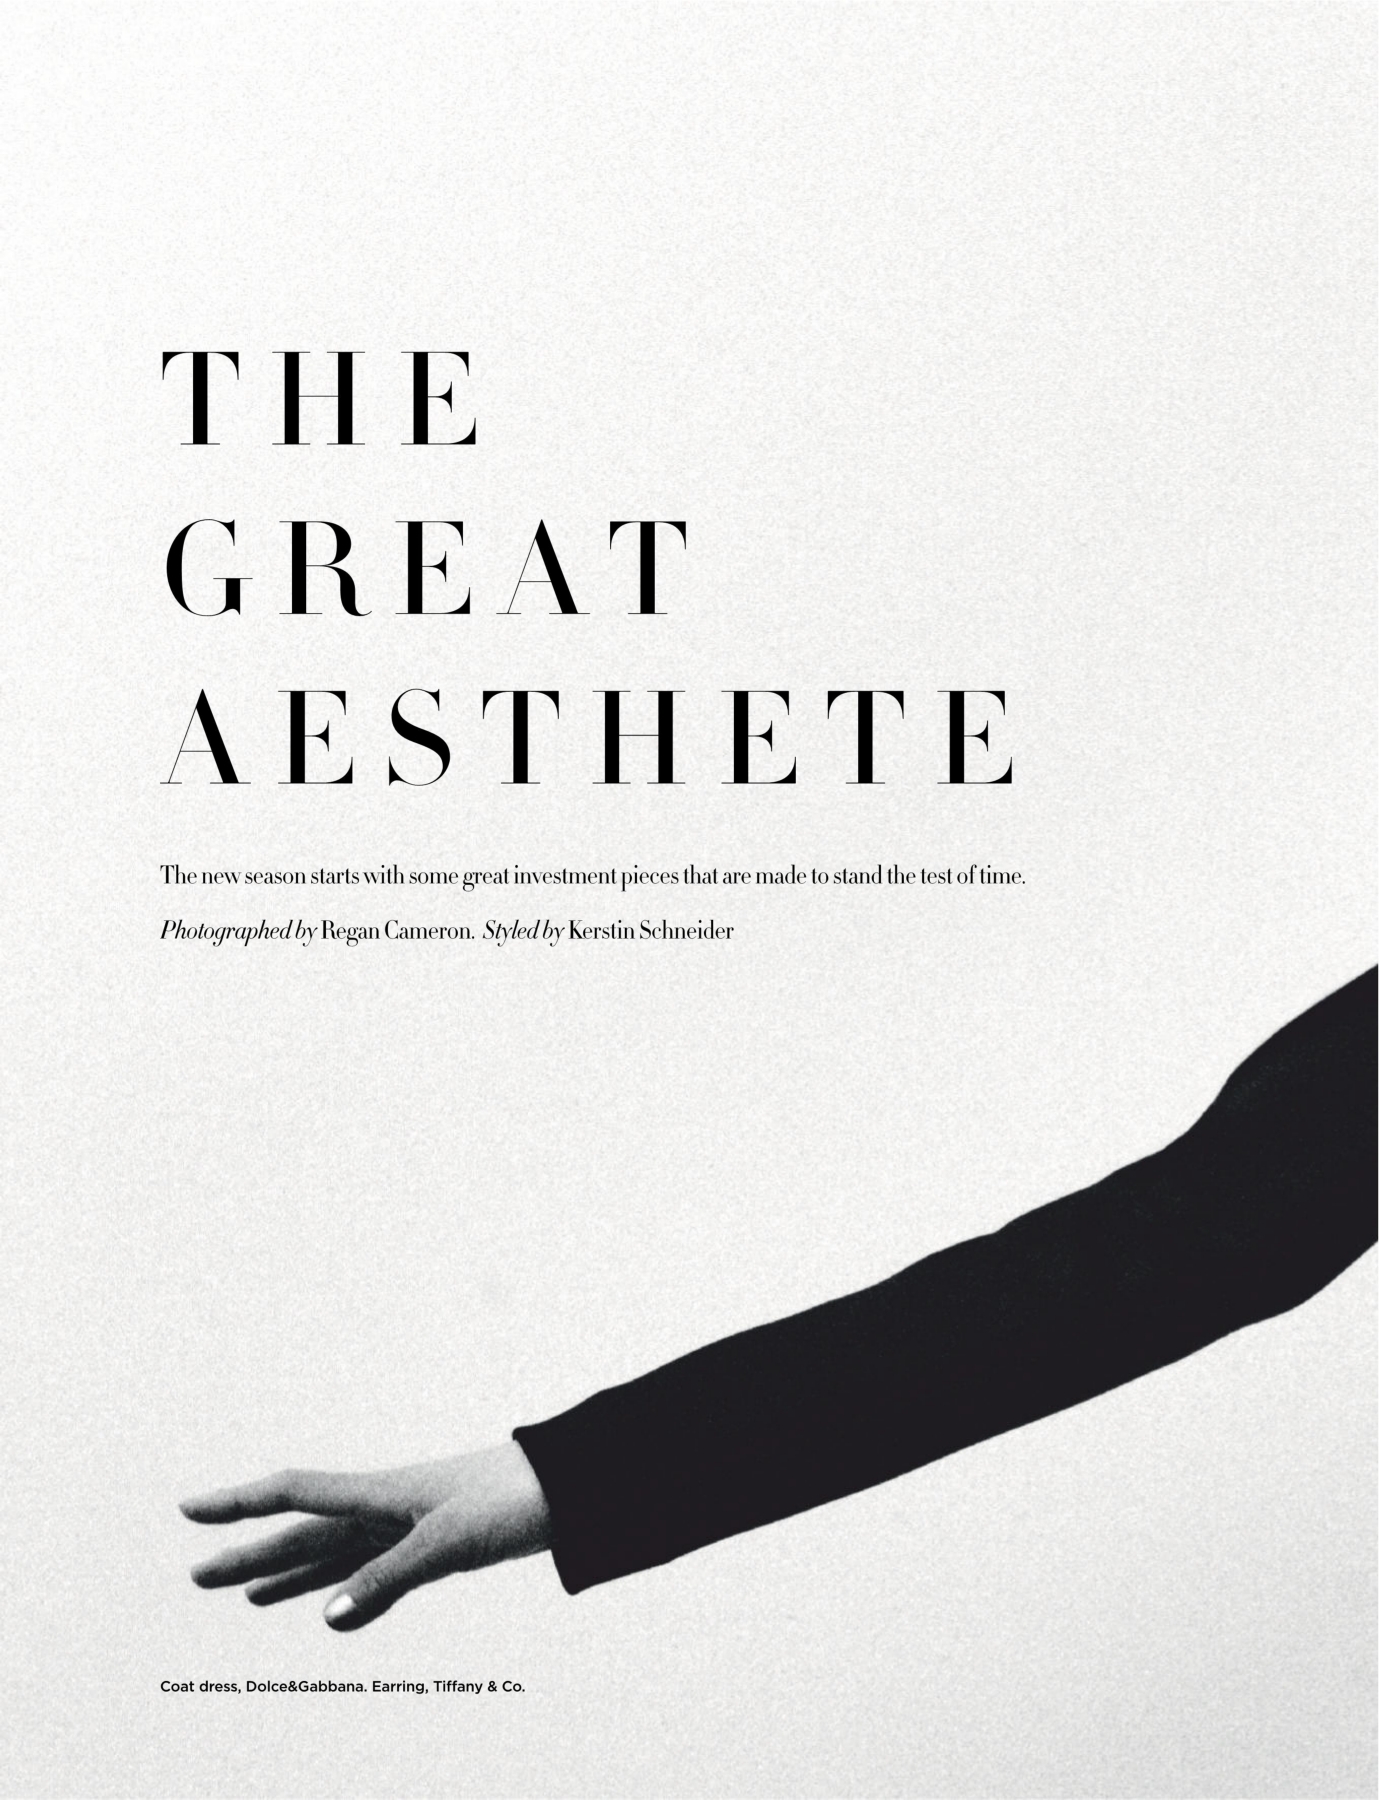 THE
GREAT
AESTHETE
The new season starts with some great investment pieces that are made to stand the test of time.
Photographed by Regan Cameron. Styled by Kerstin Schneider
Coat dress, Dolce&Gabbana. Earring, Tiffany & Co.